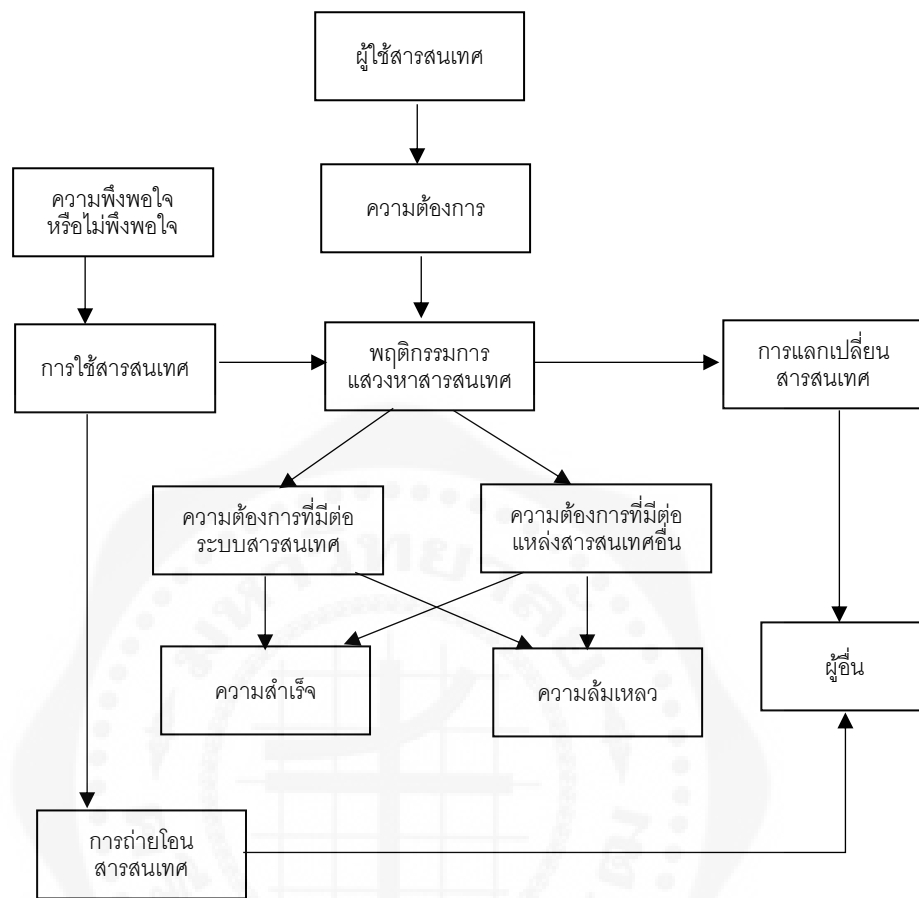 ผู้ใช้สารสนเทศ
ความพึงพอใจ
หรือไม่พึงพอใจ
ความต้องการ
การใช้สารสนเทศ
พฤติกรรมการ
แสวงหาสารสนเทศ
การแลกเปลี่ยน
สารสนเทศ
ความต้องการที่มีต่อ
ระบบสารสนเทศ
ความต้องการที่มีต่อ
แหล่งสารสนเทศอื่น
ความสำเร็จ
ความล้มเหลว
ผู้อื่น
การถ่ายโอน
สารสนเทศ